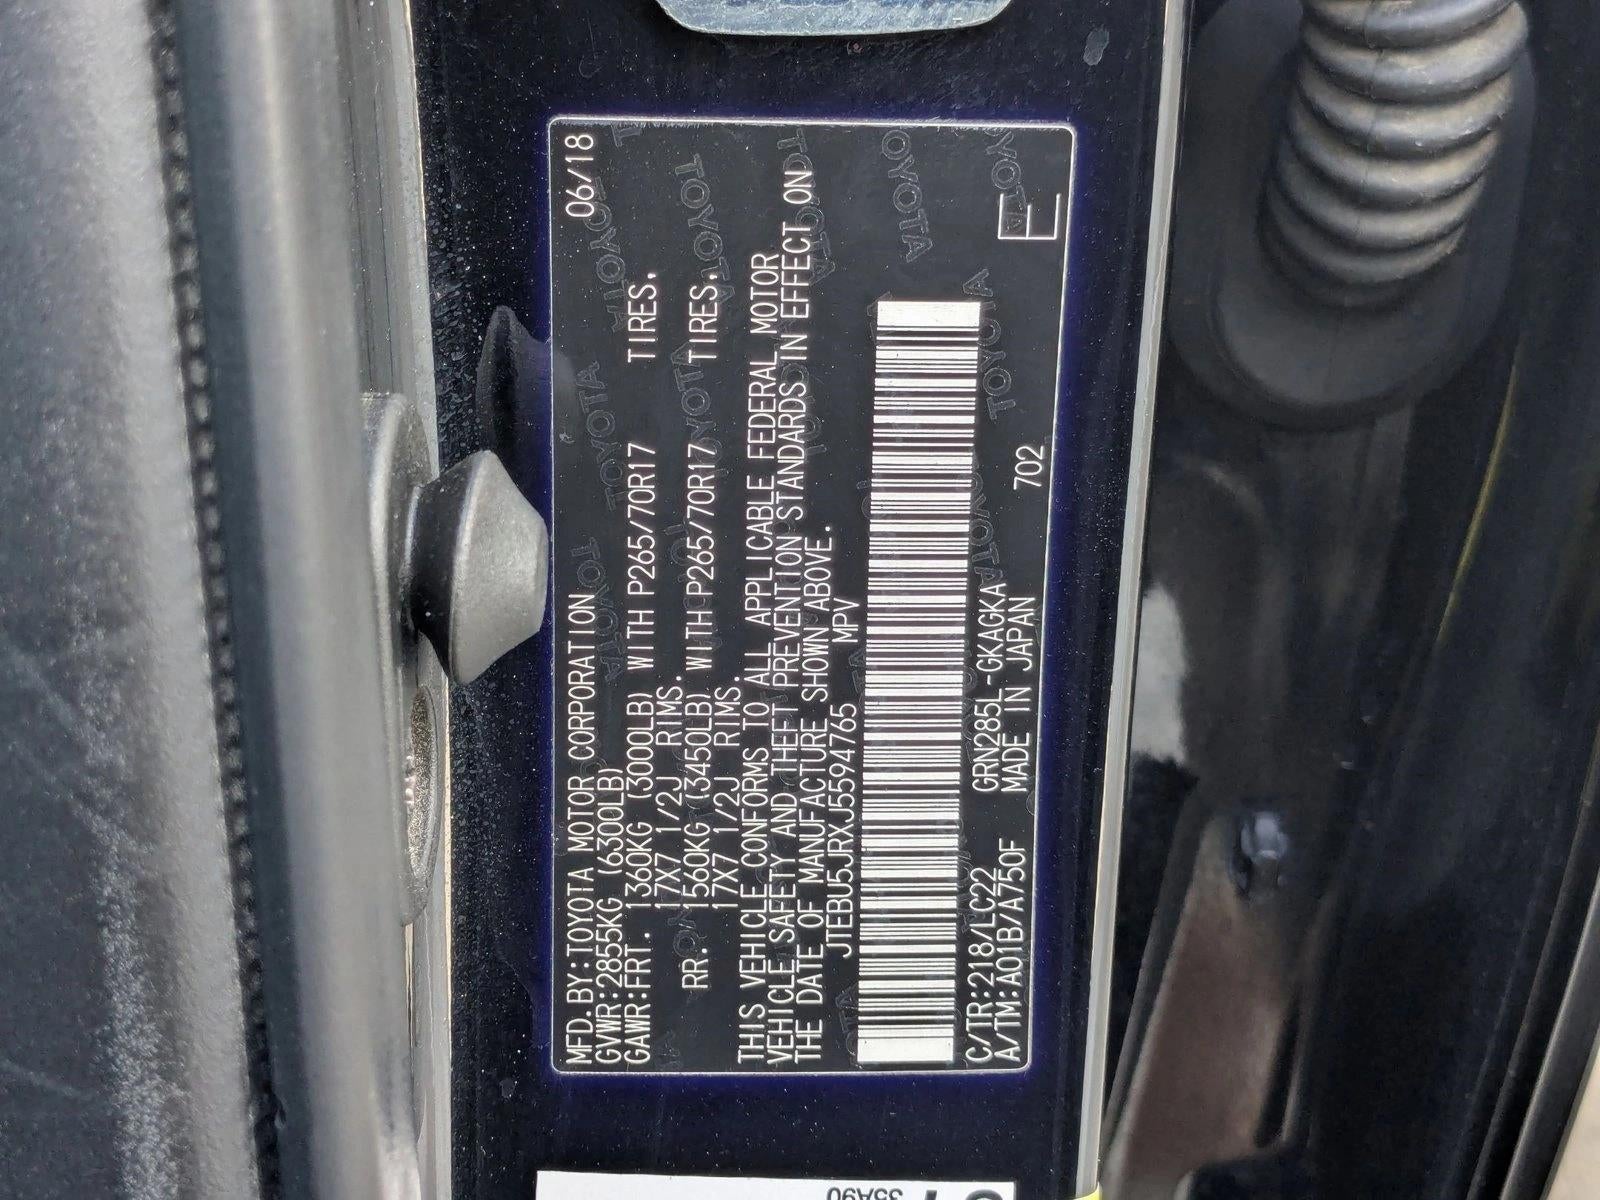 MFD.BY:TOYOTA MOTOR CORPORATION 06/18
GVWR:2855KG (6300LB)
GAWR:FRT. 1360KG (3000LB) WITH P265/70R17 TIRES,
17X7 1/2J RIMS.
RR. 1560KG (3450LB) WITH P265/70R17 TIRES,
17X7 1/2J RIMS.
THIS VEHICLE CONFORMS TO ALL APPLICABLE FEDERAL MOTOR
VEHICLE SAFETY AND THEFT PREVENTION STANDARDS IN EFFECT ON
THE DATE OF MANUFACTURE SHOWN ABOVE.
JTEBU5JRXJ5594765 MPV
C/TR:218/LC22 GRN285L-GKAGKA
A/TM:A01B/A750F MADE IN JAPAN 702
E
35A90